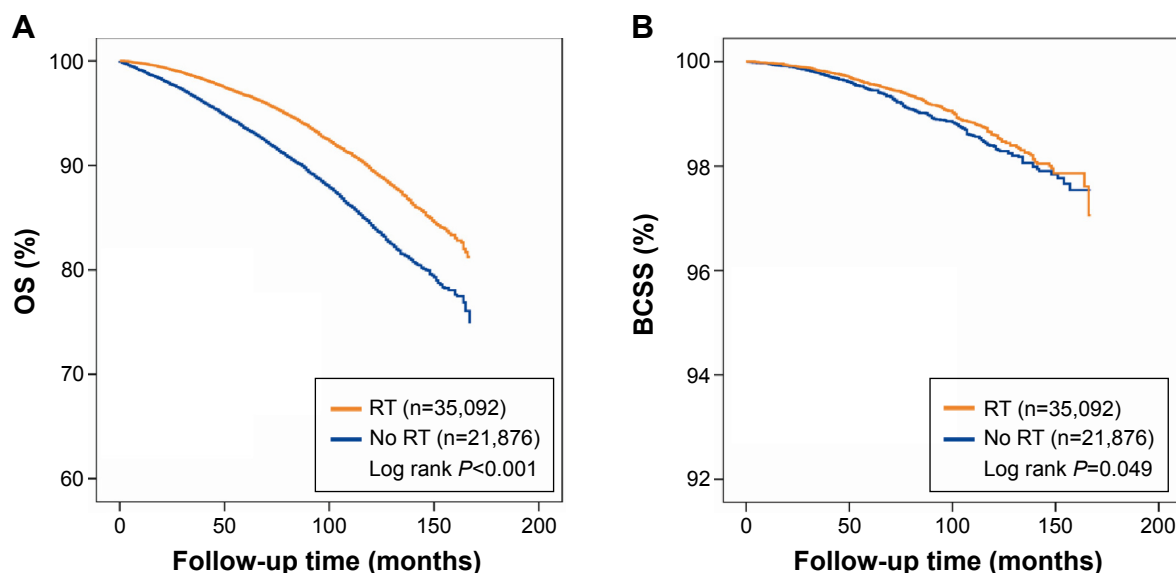 A
OS (%)
100
90
80
70
60
RT (n=35,092)
No RT (n=21,876)
Log rank P<0.001
0 50 100 150 200
Follow-up time (months)
B
BCSS (%)
100
98
96
94
92
RT (n=35,092)
No RT (n=21,876)
Log rank P=0.049
0 50 100 150 200
Follow-up time (months)